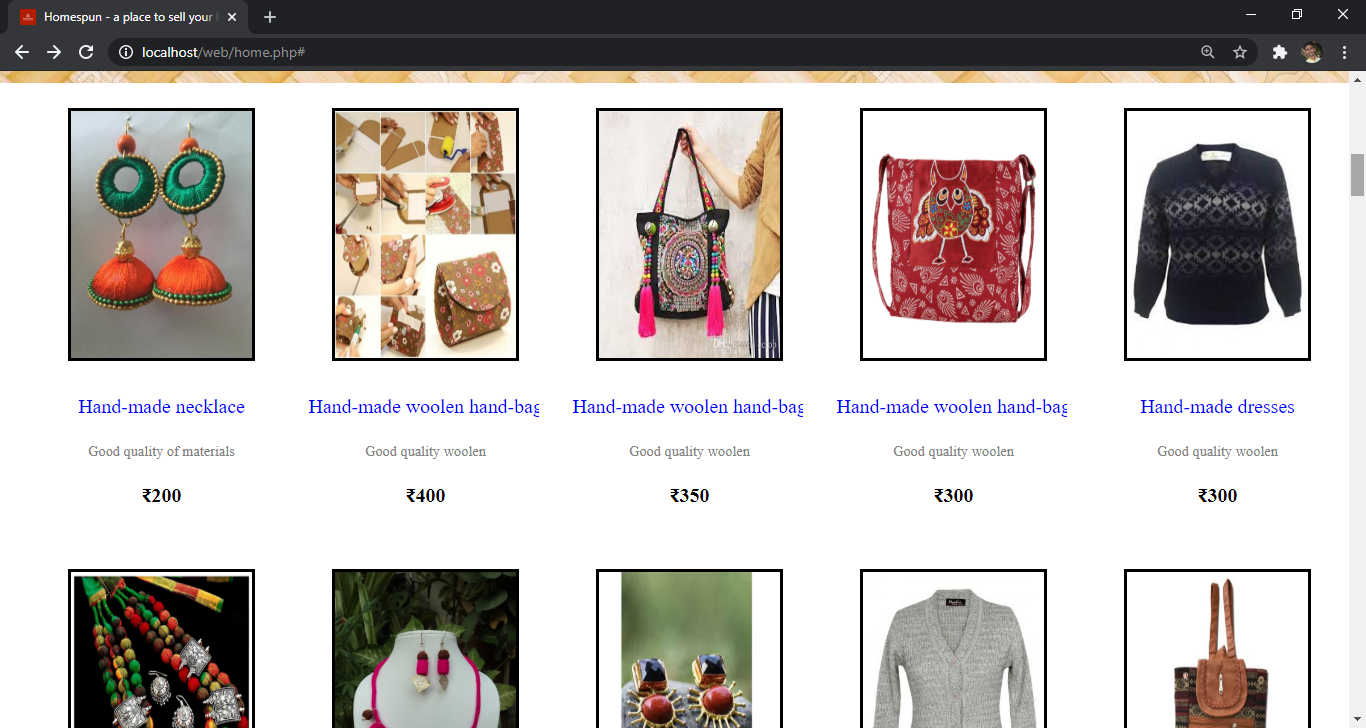 Homespun - a place to sell your
localhost/web/home.php#
Hand-made necklace
Hand-made woolen hand-bag
Hand-made woolen hand-bag
Hand-made woolen hand-bag
Hand-made dresses
Good quality of materials
Good quality woolen
Good quality woolen
Good quality woolen
Good quality woolen
₹200
₹400
₹350
₹300
₹300